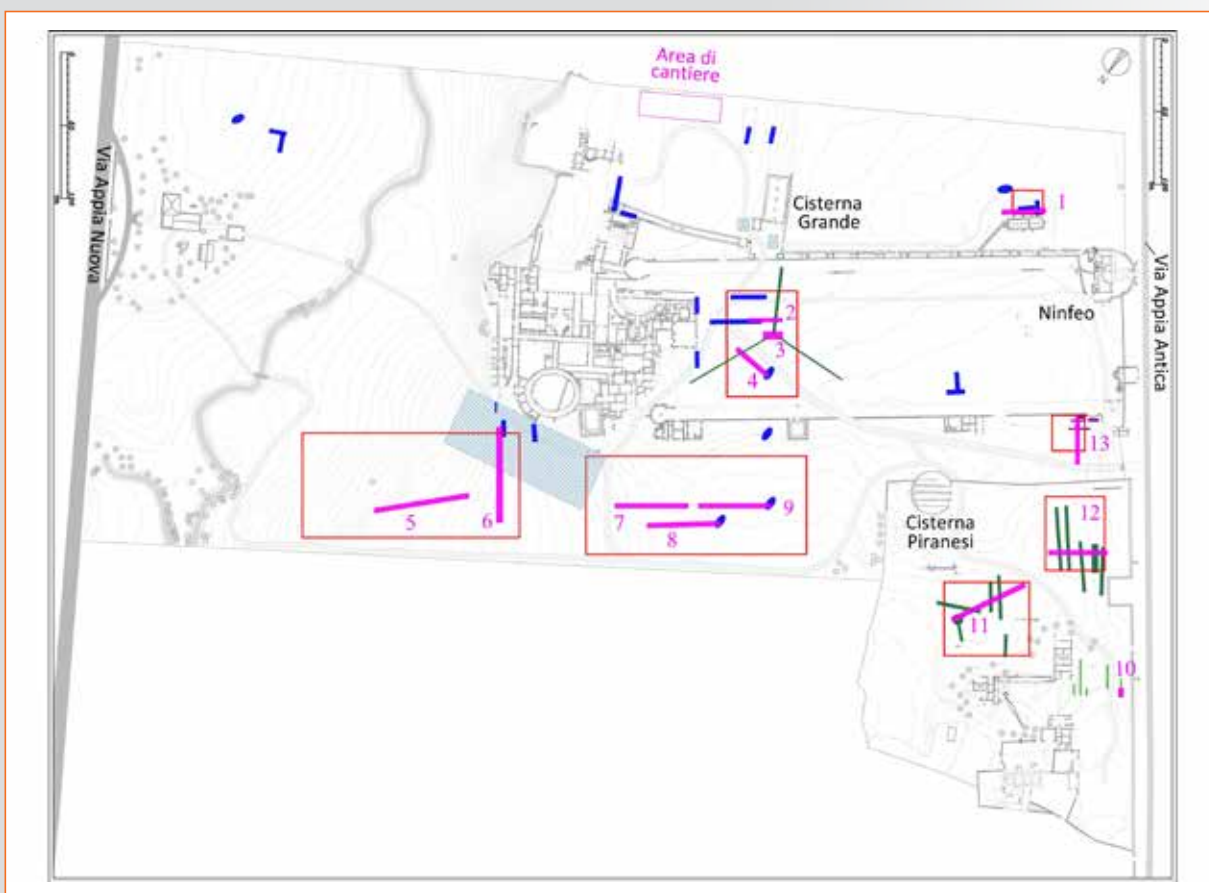 Area di
cantiere
Via Appia Nuova
Cisterna
Grande
1
Via Appia Antica
Ninfeo
2
3
4
13
5
6
7
8
9
Cisterna
Piranesi
12
11
10